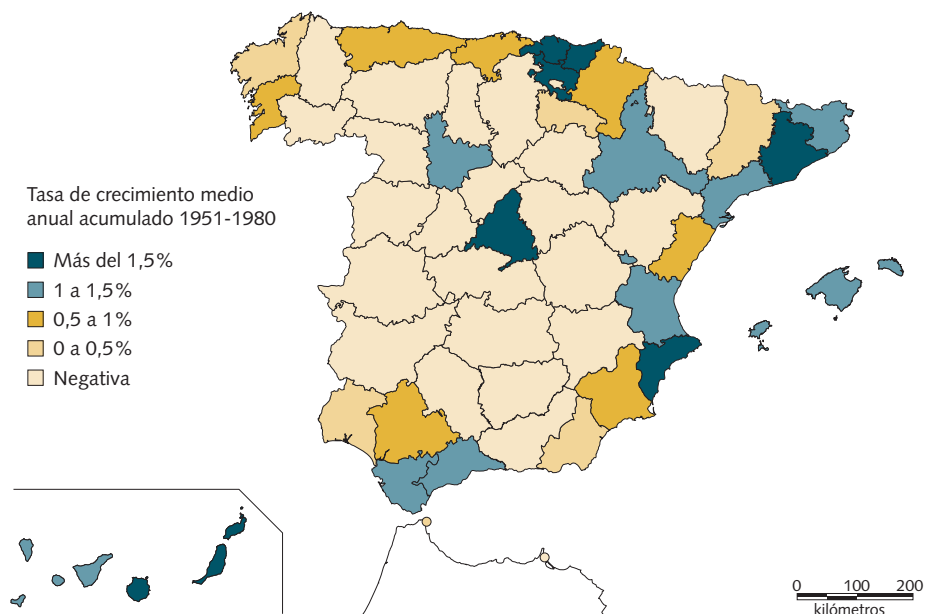 Tasa de crecimiento medio
anual acumulado 1951-1980
Más del 1,5%
1 a 1,5%
0,5 a 1%
0 a 0,5%
Negativa
0 100 200
kilómetros